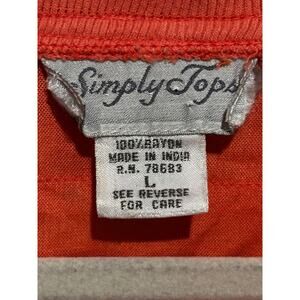 Simply Tops
100% RAYON
MADE IN INDIA
R.N. 78683
L
SEE REVERSE
FOR CARE